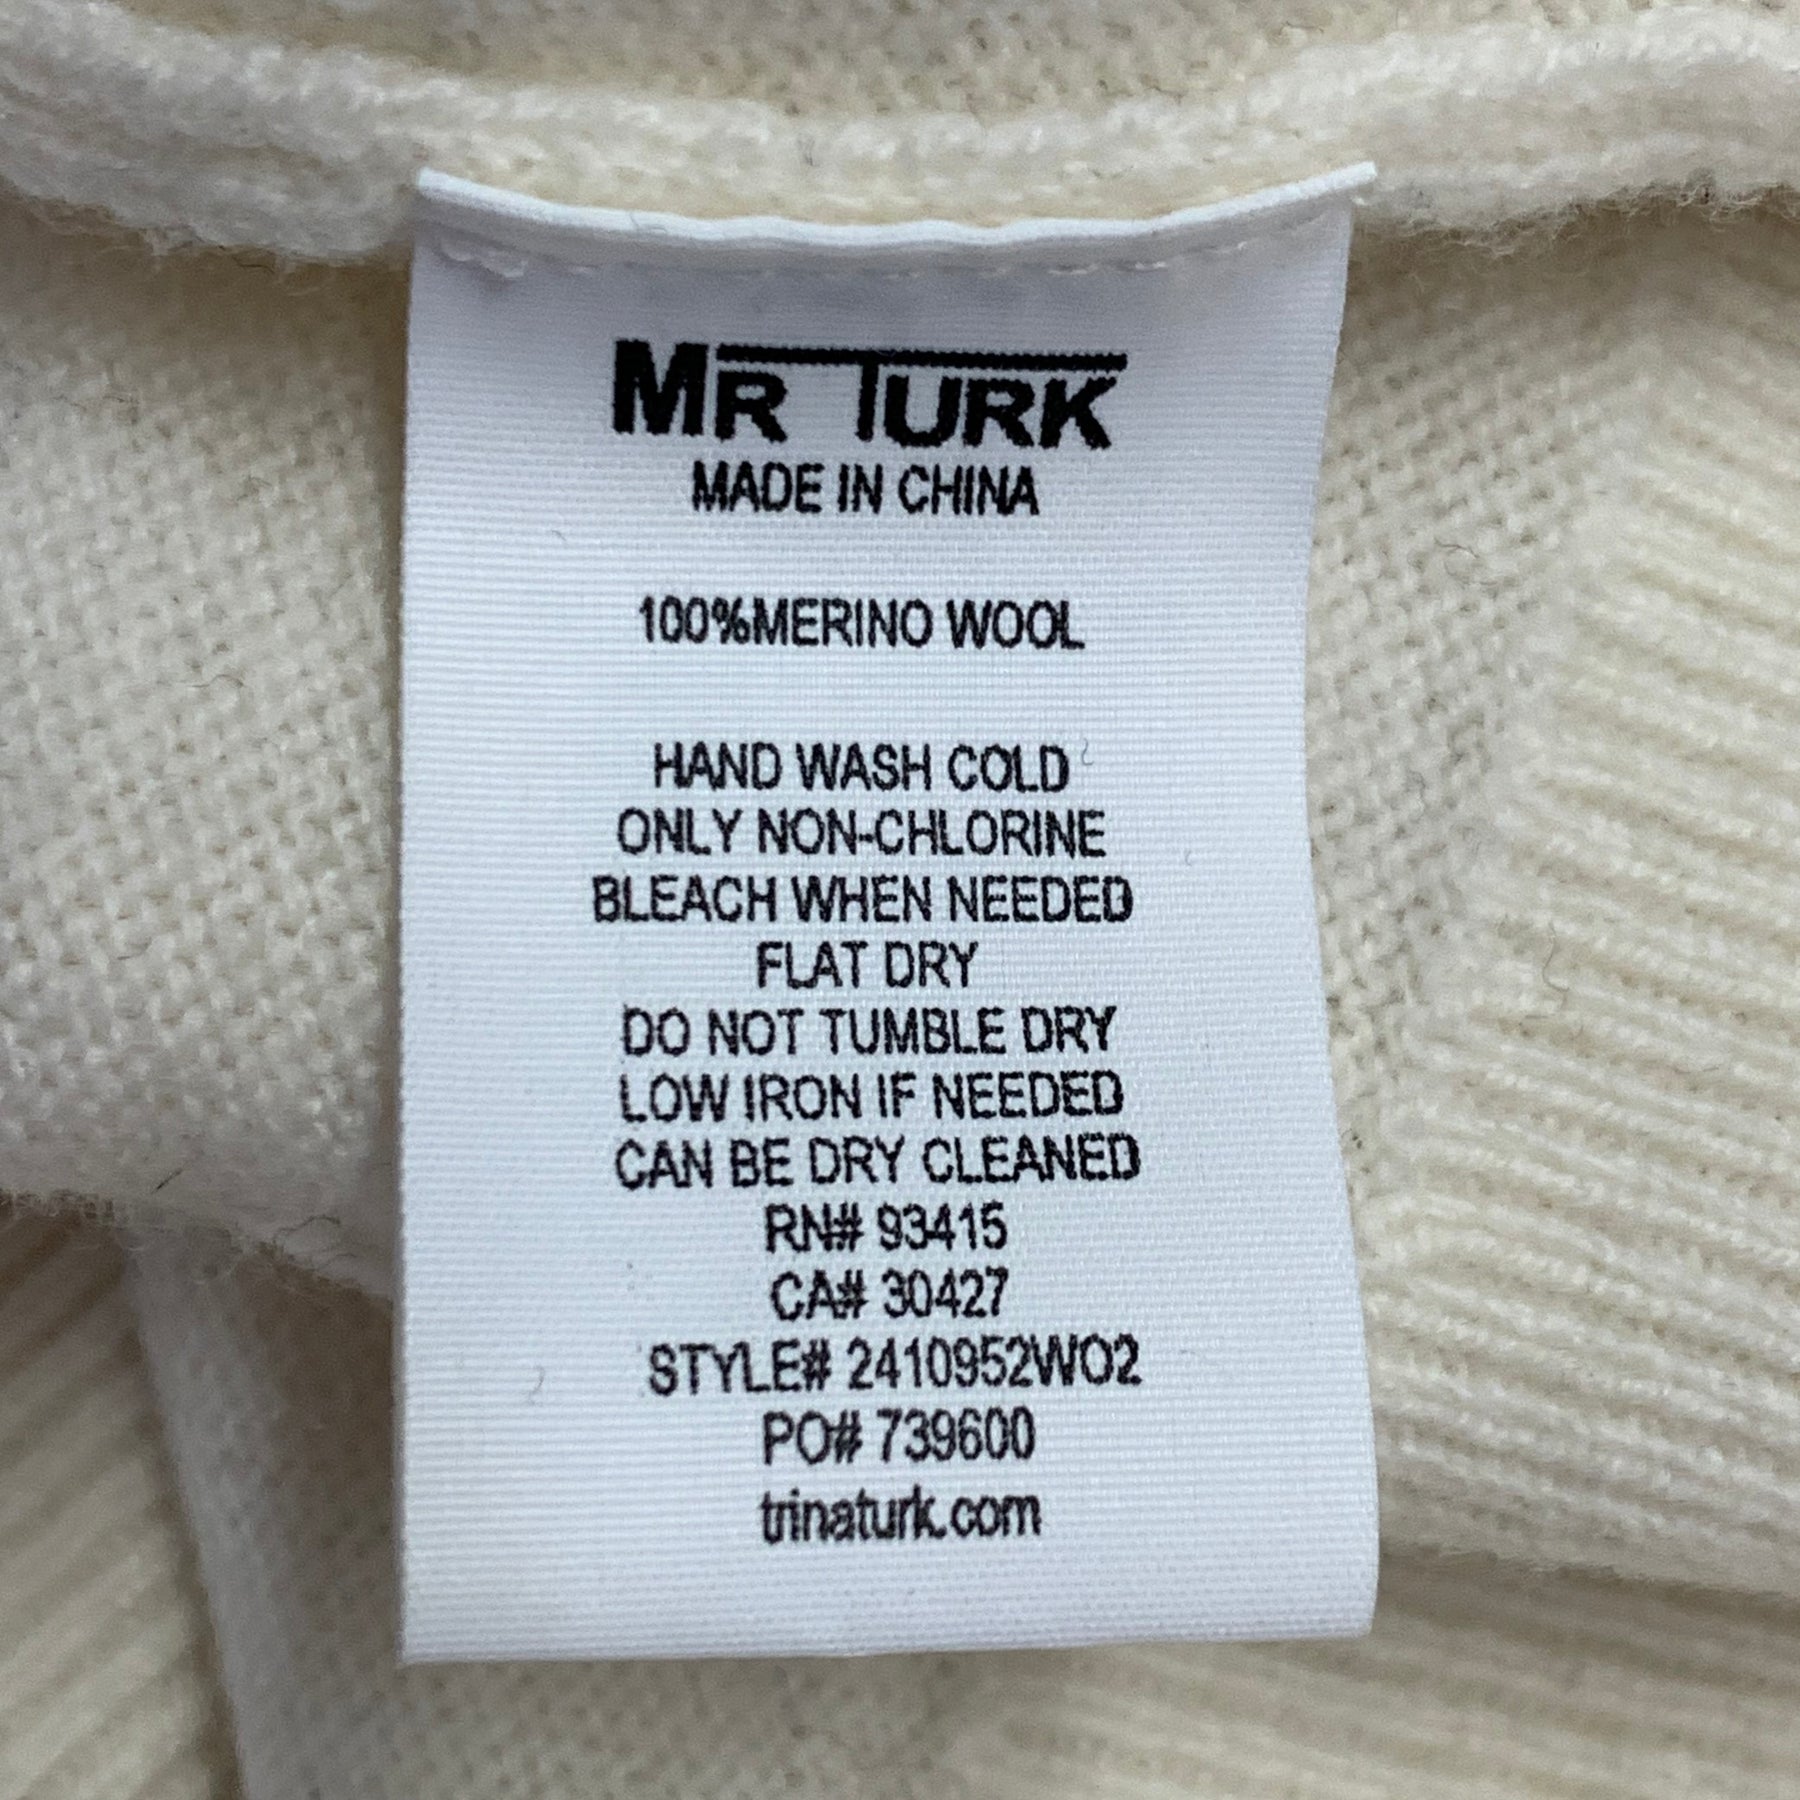 MR TURK
MADE IN CHINA
100%MERINO WOOL
HAND WASH COLD
ONLY NON-CHLORINE
BLEACH WHEN NEEDED
FLAT DRY
DO NOT TUMBLE DRY
LOW IRON IF NEEDED
CAN BE DRY CLEANED
RN# 93415
CA# 30427
STYLE# 2410952WO2
PO# 739600
trinaturk.com